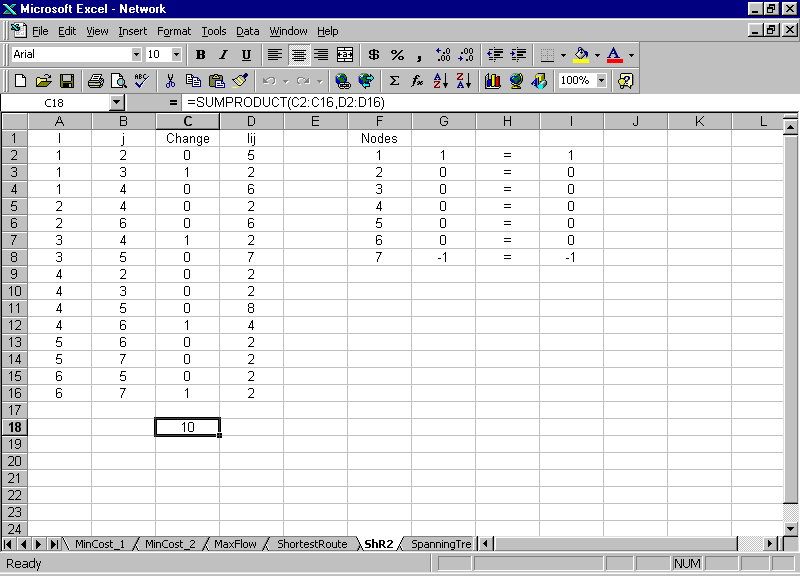 Microsoft Excel - Network
File Edit View Insert Format Tools Data Window Help
Arial 10 B I U $ % , .00 .0
100%
C18 = =SUMPRODUCT(C2:C16,D2:D16)
A B C D E F G H I J K L
1 I j Change lij Nodes
2 1 2 0 5 1 1 = 1
3 1 3 1 2 2 0 = 0
4 1 4 0 6 3 0 = 0
5 2 4 0 2 4 0 = 0
6 2 6 0 6 5 0 = 0
7 3 4 1 2 6 0 = 0
8 3 5 0 7 7 -1 = -1
9 4 2 0 2
10 4 3 0 2
11 4 5 0 8
12 4 6 1 4
13 5 6 0 2
14 5 7 0 2
15 6 5 0 2
16 6 7 1 2
17
18 10
19
20
21
22
23
24
MinCost_1 MinCost_2 MaxFlow ShortestRoute ShR2 SpanningTre
Ready NUM